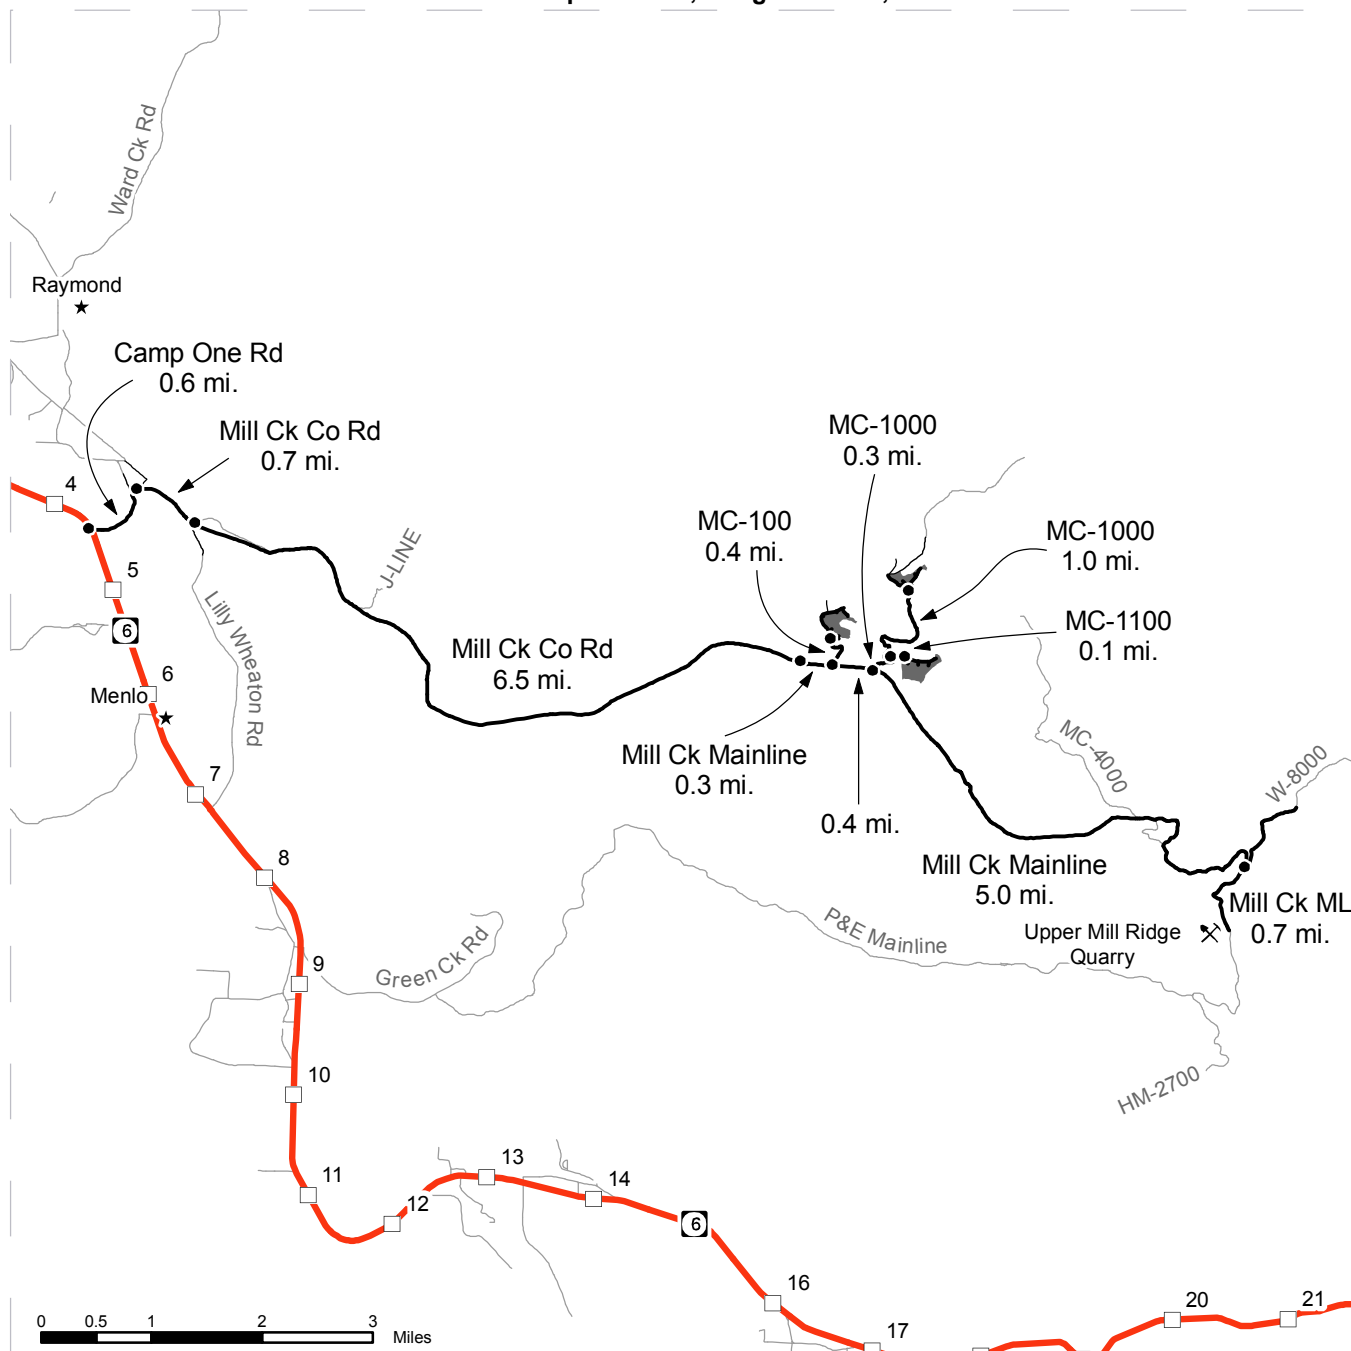 Ward Ck Rd
Raymond
Camp One Rd
0.6 mi.
Mill Ck Co Rd
0.7 mi.
MC-1000
0.3 mi.
MC-100
0.4 mi.
MC-1000
1.0 mi.
MC-1100
0.1 mi.
4
5
6
6
Menlo
J-LINE
Lilly Wheaton Rd
Mill Ck Co Rd
6.5 mi.
Mill Ck Mainline
0.3 mi.
0.4 mi.
MC-4000
W-8000
7
8
Mill Ck Mainline
5.0 mi.
Mill Ck ML
0.7 mi.
Upper Mill Ridge
Quarry
P&E Mainline
Green Ck Rd
9
10
HM-2700
11
12
13
14
6
16
17
20
21
0 0.5 1 2 3
Miles